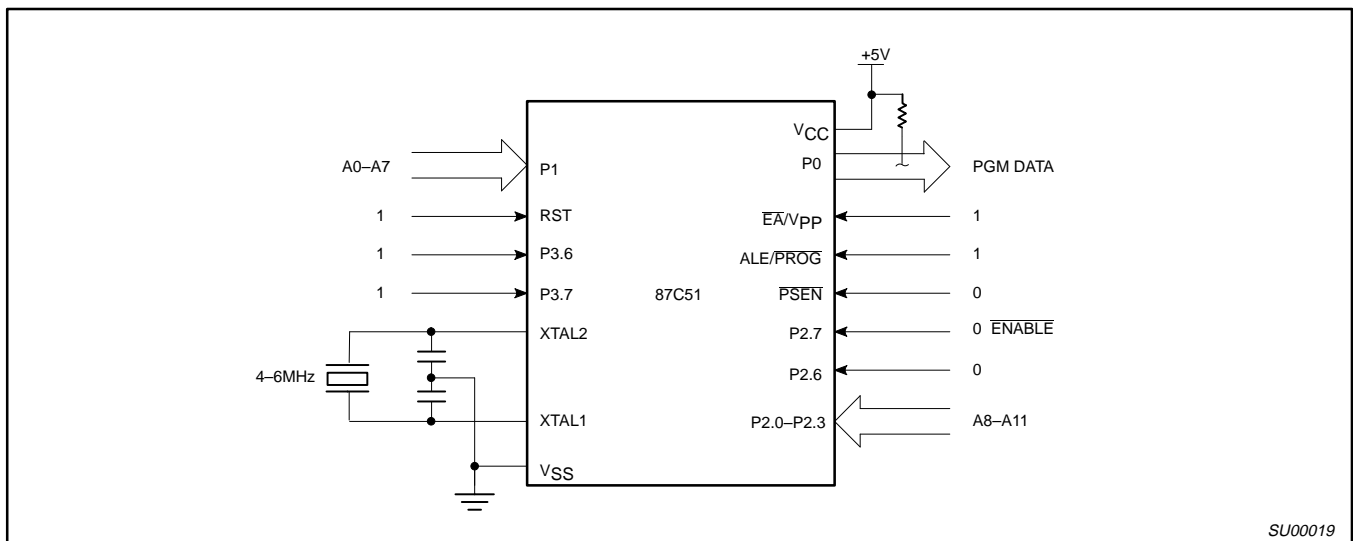 +5V
VCC
A0–A7
P1
P0
PGM DATA
1
RST
EA/VPP
1
1
P3.6
ALE/PROG
1
1
P3.7
87C51
PSEN
0
XTAL2
P2.7
0 ENABLE
4–6MHz
P2.6
0
XTAL1
P2.0–P2.3
A8–A11
VSS
SU00019